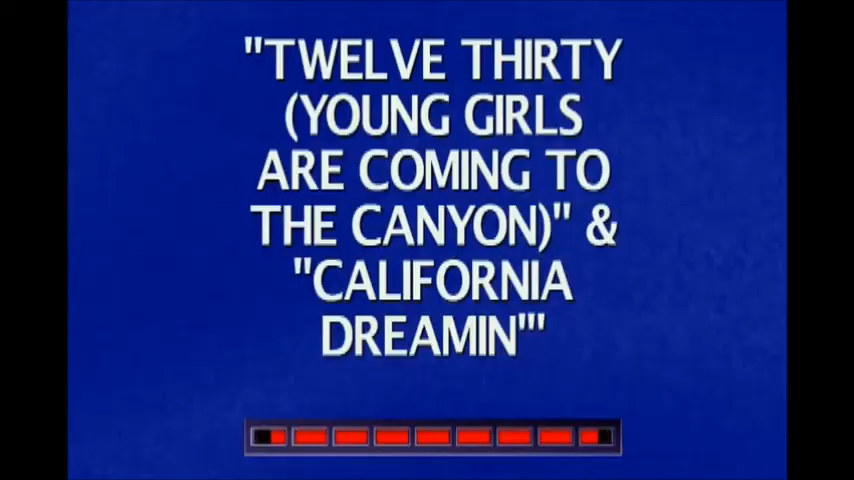 "TWELVE THIRTY
(YOUNG GIRLS
ARE COMING TO
THE CANYON)" &
"CALIFORNIA
DREAMIN'"